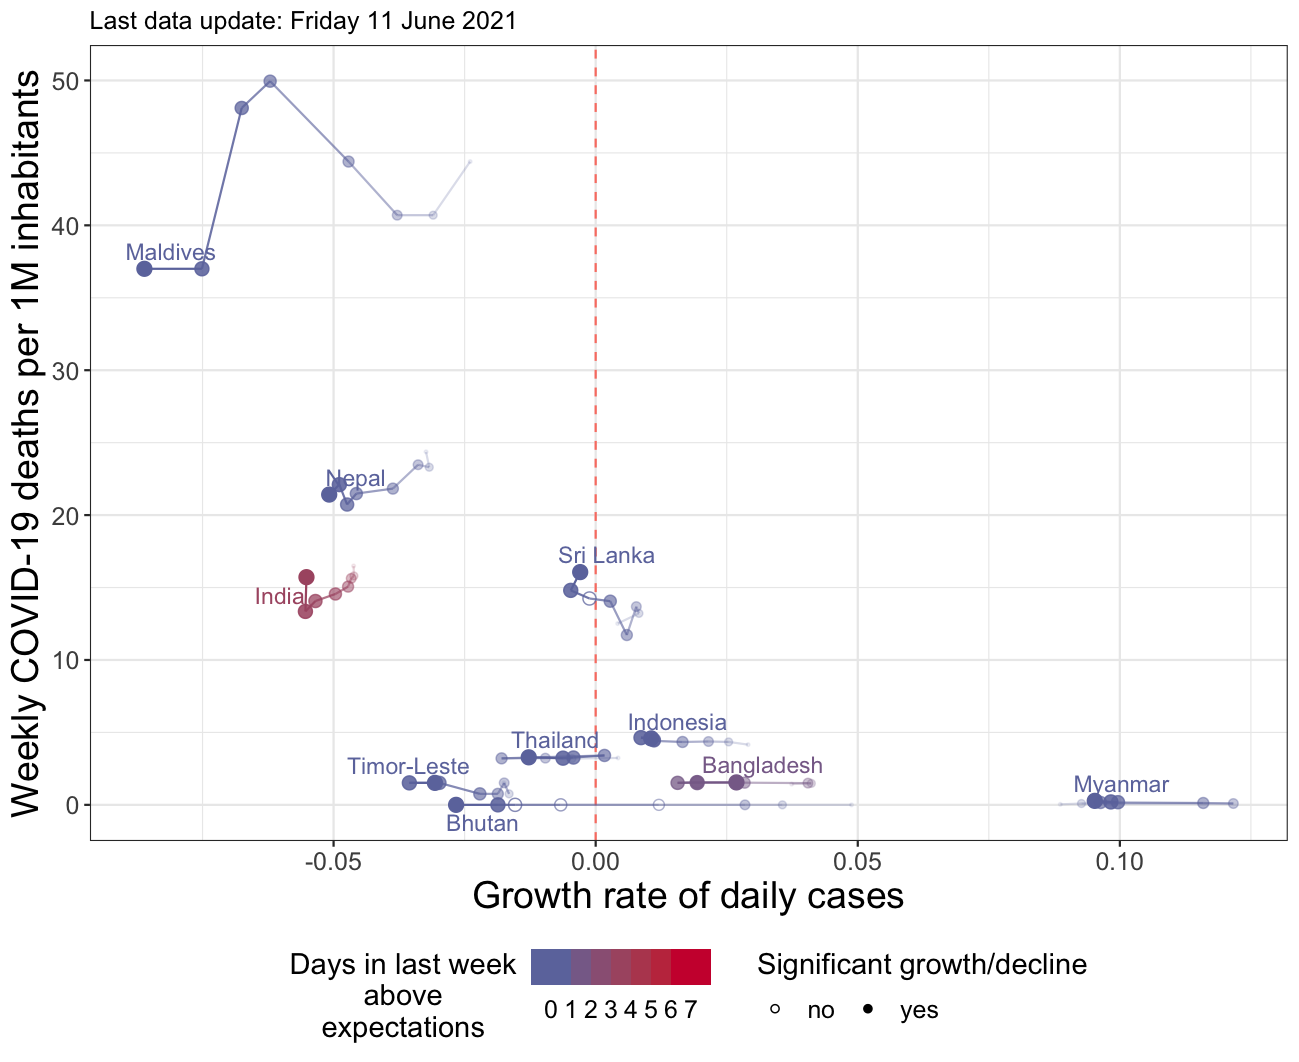 Last data update: Friday 11 June 2021
Weekly COVID-19 deaths per 1M inhabitants
50
40
30
20
10
0
Maldives
Nepal
India
Sri Lanka
Indonesia
Thailand
Timor-Leste
Bangladesh
Myanmar
Bhutan
-0.05
0.00
0.05
0.10
Growth rate of daily cases
Days in last week
above
expectations
0 1 2 3 4 5 6 7
Significant growth/decline
no
yes